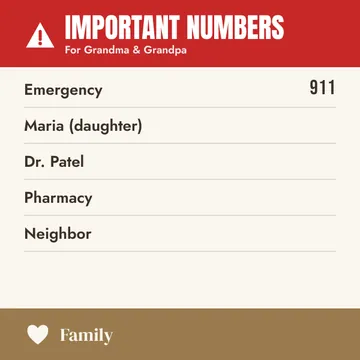 IMPORTANT NUMBERS
For Grandma & Grandpa
Emergency 911
Maria (daughter)
Dr. Patel
Pharmacy
Neighbor
Family